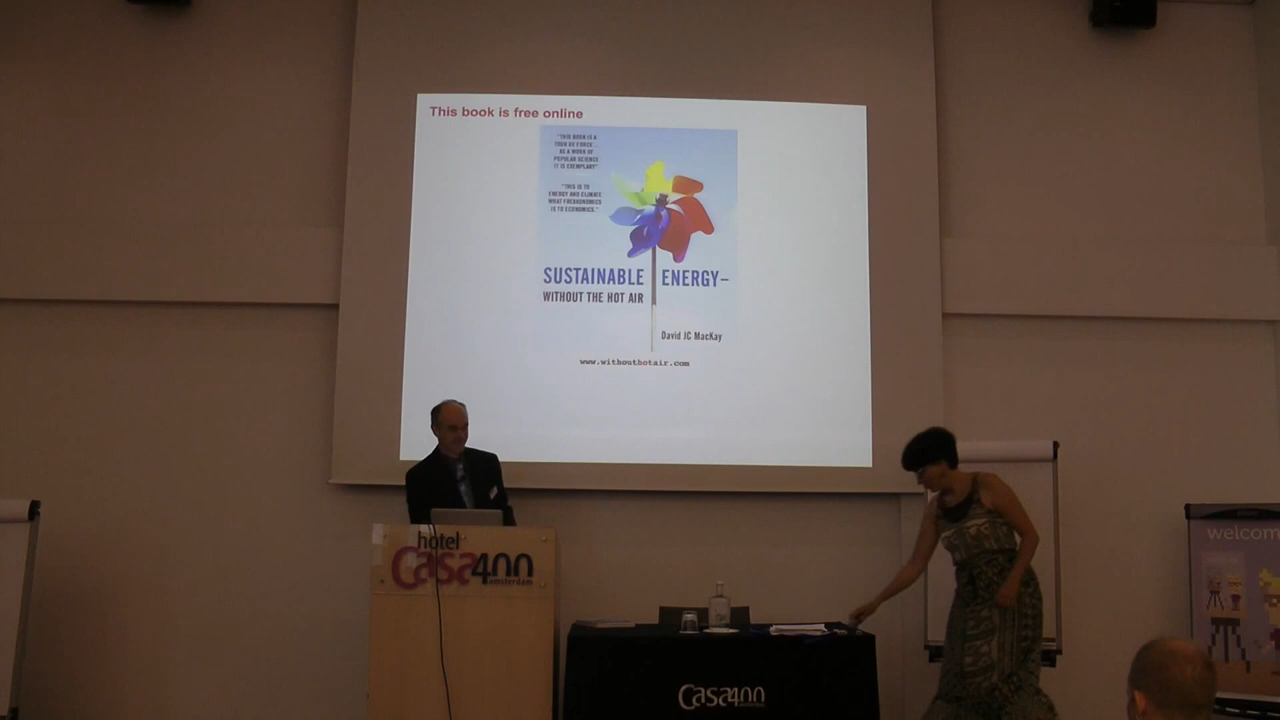 This book is free online
"THIS BOOK IS A
TOUR DE FORCE...
AS A WORK OF
POPULAR SCIENCE
IT IS EXEMPLARY"
"THIS IS TO
ENERGY AND CLIMATE
WHAT FREAKONOMICS
IS TO ECONOMICS."
SUSTAINABLE ENERGY–
WITHOUT THE HOT AIR
David JC MacKay
www.withouthotair.com
hotel
Casa400
amsterdam
Casa400
welcom